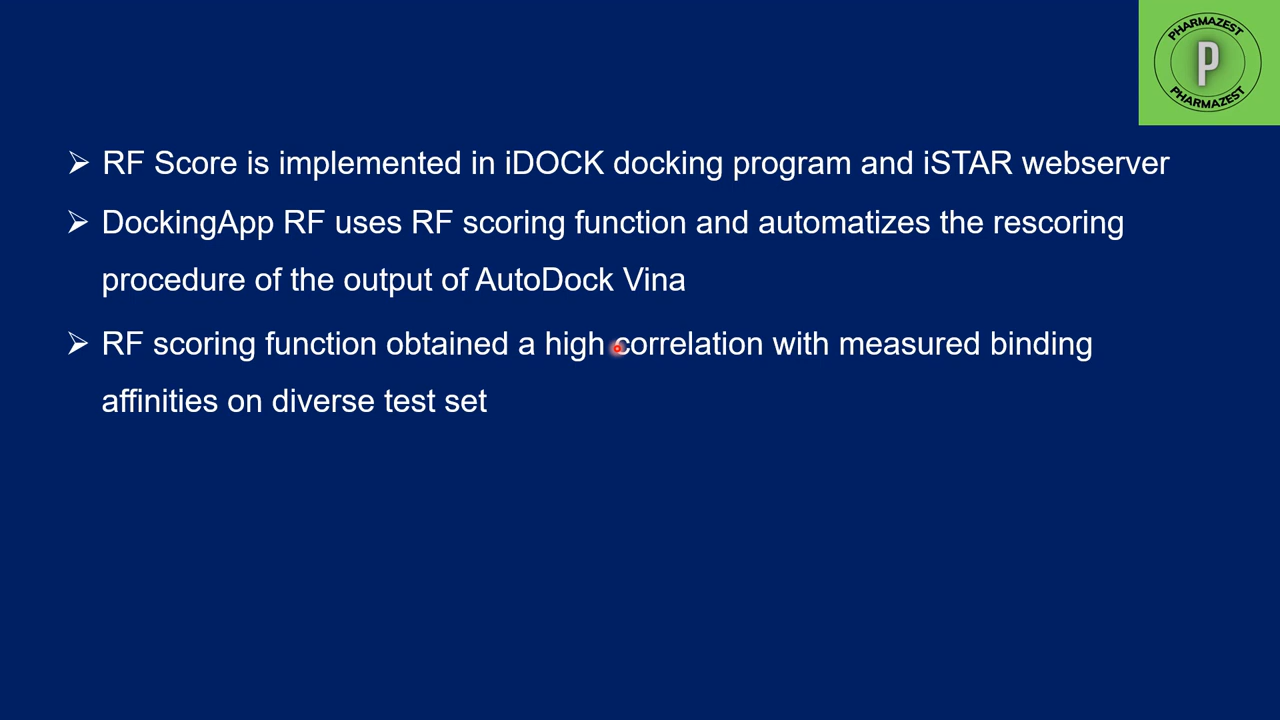 PHARMAZEST
P
PHARMAZEST
➢ RF Score is implemented in iDOCK docking program and iSTAR webserver
➢ DockingApp RF uses RF scoring function and automatizes the rescoring
procedure of the output of AutoDock Vina
➢ RF scoring function obtained a high correlation with measured binding
affinities on diverse test set